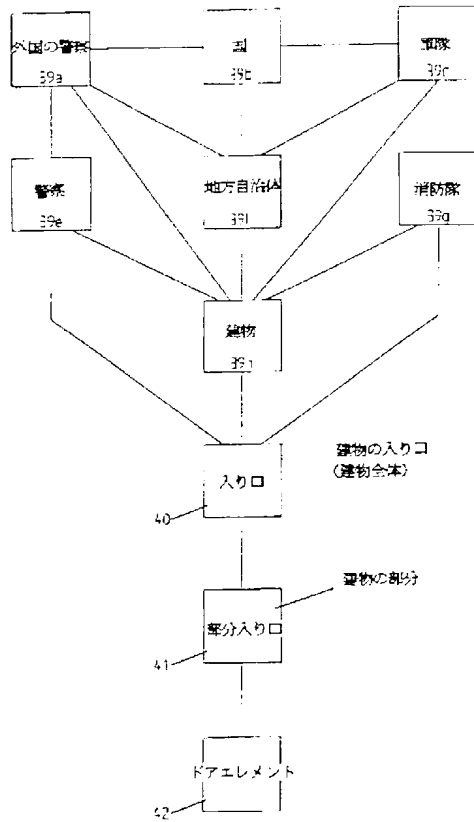 外国の警察
国
軍隊
39a
39b
39c
警察
地方自治体
消防隊
39e
39f
39g
建物
39h
入り口
建物の入り口
(建物全体)
40
建物の部分
部分入り口
41
ドアエレメント
42